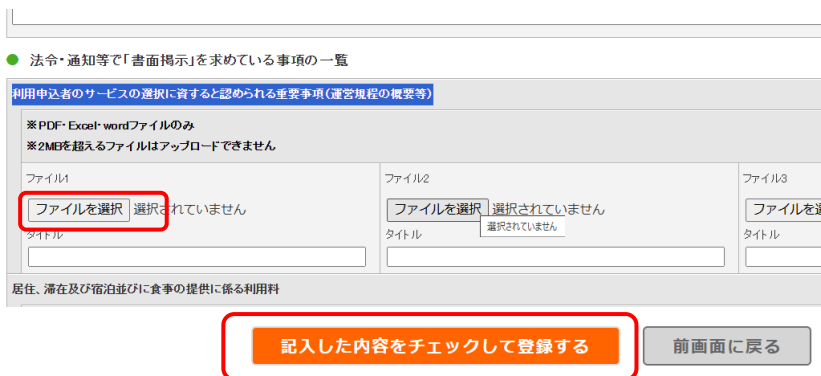 法令・通知等で「書面掲示」を求めている事項の一覧
利用申込者のサービスの選択に資すると認められる重要事項(運営規程の概要等)
※PDF・Excel・wordファイルのみ
※2MBを超えるファイルはアップロードできません
ファイル1 ファイル2 ファイル3
ファイルを選択 選択されていません ファイルを選択 選択されていません ファイルを
選択されていません
タイトル タイトル タイトル
居住、滞在及び宿泊並びに食事の提供に係る利用料
記入した内容をチェックして登録する 前画面に戻る